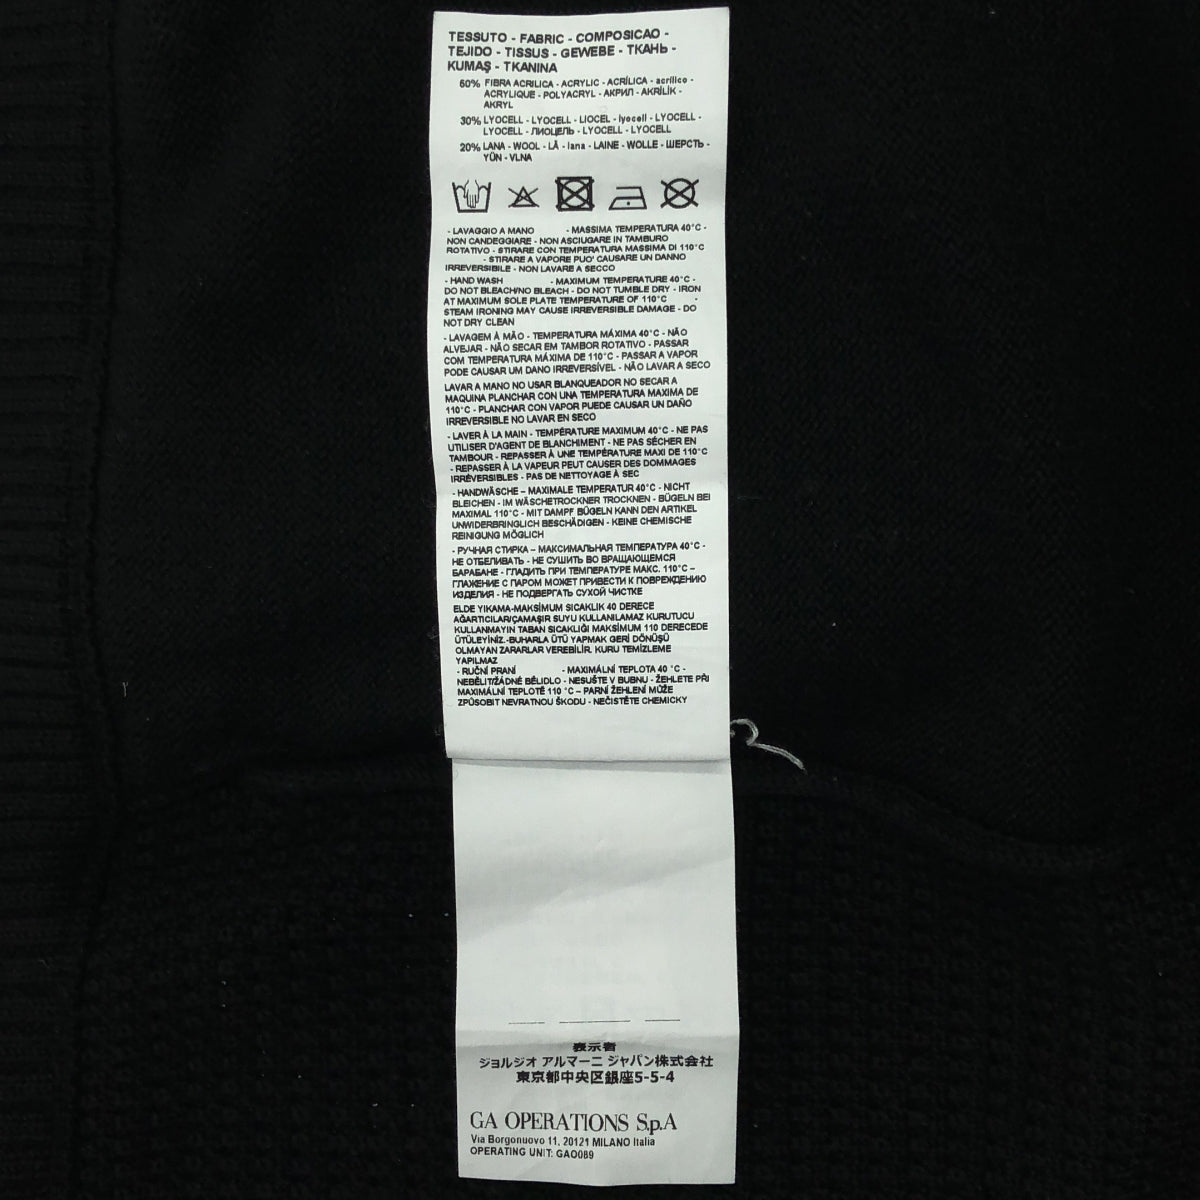 TESSUTO - FABRIC - COMPOSICAO -
TEJIDO - TISSUS - GEWEBE - ТКАНЬ -
KUMAŞ - TKANINA
60% FIBRA ACRILICA - ACRYLIC - ACRÍLICA - acrílico -
ACRYLIQUE - POLYACRYL - АКРИЛ - AKRİLİK -
AKRYL
30% LYOCELL - LYOCELL - LIOCEL - lyocell - LYOCELL -
LYOCELL - ЛИОЦЕЛЬ - LYOCELL - LYOCELL
20% LANA - WOOL - LÃ - lana - LAINE - WOLLE - ШЕРСТЬ -
YÜN - VLNA
- LAVAGGIO A MANO - MASSIMA TEMPERATURA 40°C -
NON CANDEGGIARE - NON ASCIUGARE IN TAMBURO
ROTATIVO - STIRARE CON TEMPERATURA MASSIMA DI 110°C
- STIRARE A VAPORE PUO' CAUSARE UN DANNO
IRREVERSIBILE - NON LAVARE A SECCO
- HAND WASH - MAXIMUM TEMPERATURE 40°C -
DO NOT BLEACH/NO BLEACH - DO NOT TUMBLE DRY - IRON
AT MAXIMUM SOLE PLATE TEMPERATURE OF 110°C -
STEAM IRONING MAY CAUSE IRREVERSIBLE DAMAGE - DO
NOT DRY CLEAN
- LAVAGEM À MÃO - TEMPERATURA MÁXIMA 40°C - NÃO
ALVEJAR - NÃO SECAR EM TAMBOR ROTATIVO - PASSAR
COM TEMPERATURA MÁXIMA DE 110°C - PASSAR A VAPOR
PODE CAUSAR UM DANO IRREVERSÍVEL - NÃO LAVAR A SECO
LAVAR A MANO NO USAR BLANQUEADOR NO SECAR A
MAQUINA PLANCHAR CON UNA TEMPERATURA MAXIMA DE
110°C - PLANCHAR CON VAPOR PUEDE CAUSAR UN DAÑO
IRREVERSIBLE NO LAVAR EN SECO
- LAVER À LA MAIN - TEMPÉRATURE MAXIMUM 40°C - NE PAS
UTILISER D'AGENT DE BLANCHIMENT - NE PAS SÉCHER EN
TAMBOUR - REPASSER À UNE TEMPÉRATURE MAXI DE 110°C
- REPASSER À LA VAPEUR PEUT CAUSER DES DOMMAGES
IRRÉVERSIBLES - PAS DE NETTOYAGE À SEC
- HANDWÄSCHE – MAXIMALE TEMPERATUR 40°C - NICHT
BLEICHEN - IM WÄSCHETROCKNER TROCKNEN - BÜGELN BEI
MAXIMAL 110°C - MIT DAMPF BÜGELN KANN DEN ARTIKEL
UNWIDERBRINGLICH BESCHÄDIGEN - KEINE CHEMISCHE
REINIGUNG MÖGLICH
- РУЧНАЯ СТИРКА – МАКСИМАЛЬНАЯ ТЕМПЕРАТУРА 40°C -
НЕ ОТБЕЛИВАТЬ - НЕ СУШИТЬ ВО ВРАЩАЮЩЕМСЯ
БАРАБАНЕ - ГЛАДИТЬ ПРИ ТЕМПЕРАТУРЕ МАКС. 110°C –
ГЛАЖЕНИЕ С ПАРОМ МОЖЕТ ПРИВЕСТИ К ПОВРЕЖДЕНИЮ
ИЗДЕЛИЯ - НЕ ПОДВЕРГАТЬ СУХОЙ ЧИСТКЕ
ELDE YIKAMA-MAKSİMUM SICAKLIK 40 DERECE
AĞARTICILAR/ÇAMAŞIR SUYU KULLANILAMAZ KURUTUCU
KULLANMAYIN TABAN SICAKLIĞI MAKSİMUM 110 DERECEDE
ÜTÜLEYİNİZ.-BUHARLA ÜTÜ YAPMAK GERİ DÖNÜŞÜ
OLMAYAN ZARARLAR VEREBİLİR. KURU TEMİZLEME
YAPILMAZ
- RUČNÍ PRANÍ - MAXIMÁLNÍ TEPLOTA 40 °C -
NEBĚLIT/ŽÁDNÉ BĚLIDLO - NESUŠTE V BUBNU - ŽEHLETE PŘI
MAXIMÁLNÍ TEPLOTĚ 110 °C – PARNÍ ŽEHLENÍ MŮŽE
ZPŮSOBIT NEVRATNOU ŠKODU - NEČISTĚTE CHEMICKY
表示者
ジョルジオ アルマーニ ジャパン株式会社
東京都中央区銀座5-5-4
GA OPERATIONS S.p.A
Via Borgonuovo 11, 20121 MILANO Italia
OPERATING UNIT: GAO089